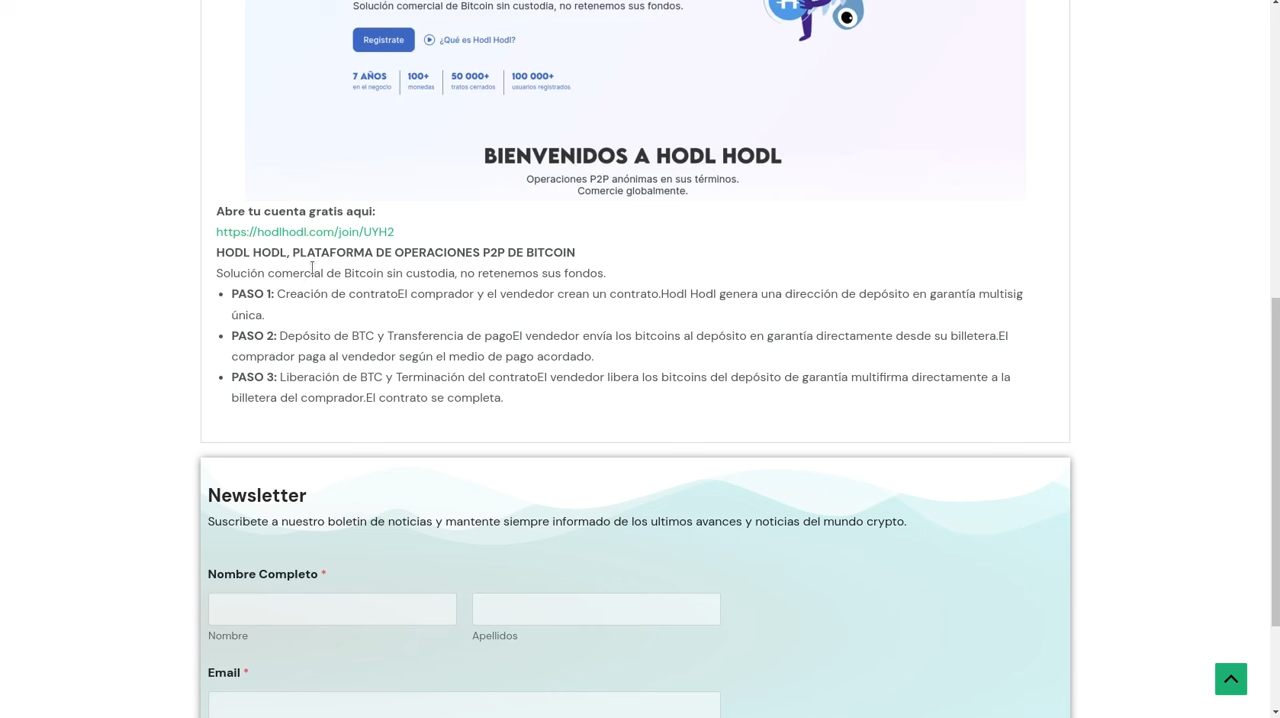 Solución comercial de Bitcoin sin custodia, no retenemos sus fondos.
Regístrate
¿Qué es Hodl Hodl?
7 AÑOS
en el negocio
100+
monedas
50 000+
tratos cerrados
100 000+
usuarios registrados
BIENVENIDOS A HODL HODL
Operaciones P2P anónimas en sus términos.
Comercie globalmente.
Abre tu cuenta gratis aqui:
https://hodlhodl.com/join/UYH2
HODL HODL, PLATAFORMA DE OPERACIONES P2P DE BITCOIN
Solución comercial de Bitcoin sin custodia, no retenemos sus fondos.
PASO 1: Creación de contratoEl comprador y el vendedor crean un contrato.Hodl Hodl genera una dirección de depósito en garantía multisig
única.
PASO 2: Depósito de BTC y Transferencia de pagoEl vendedor envía los bitcoins al depósito en garantía directamente desde su billetera.El
comprador paga al vendedor según el medio de pago acordado.
PASO 3: Liberación de BTC y Terminación del contratoEl vendedor libera los bitcoins del depósito de garantía multifirma directamente a la
billetera del comprador.El contrato se completa.
Newsletter
Suscribete a nuestro boletin de noticias y mantente siempre informado de los ultimos avances y noticias del mundo crypto.
Nombre Completo *
Nombre
Apellidos
Email *